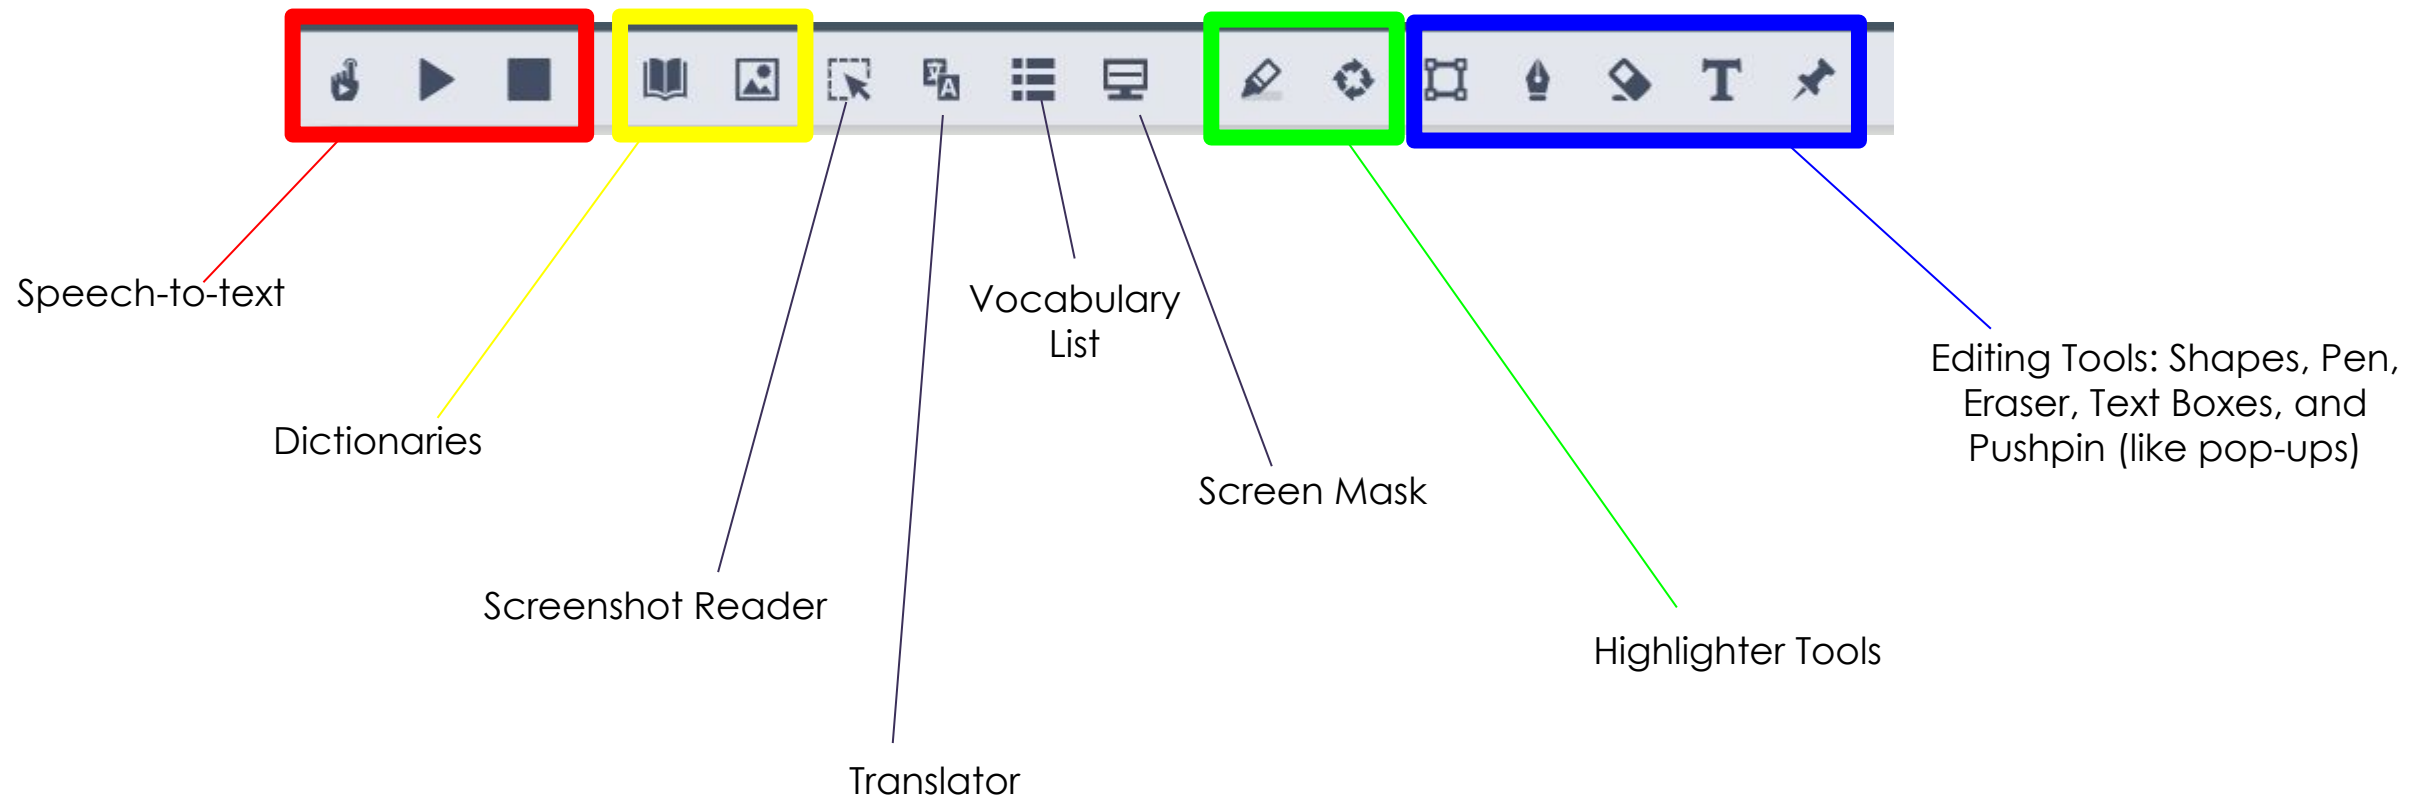 Speech-to-text
Vocabulary
List
Editing Tools: Shapes, Pen,
Eraser, Text Boxes, and
Pushpin (like pop-ups)
Dictionaries
Screen Mask
Screenshot Reader
Highlighter Tools
Translator